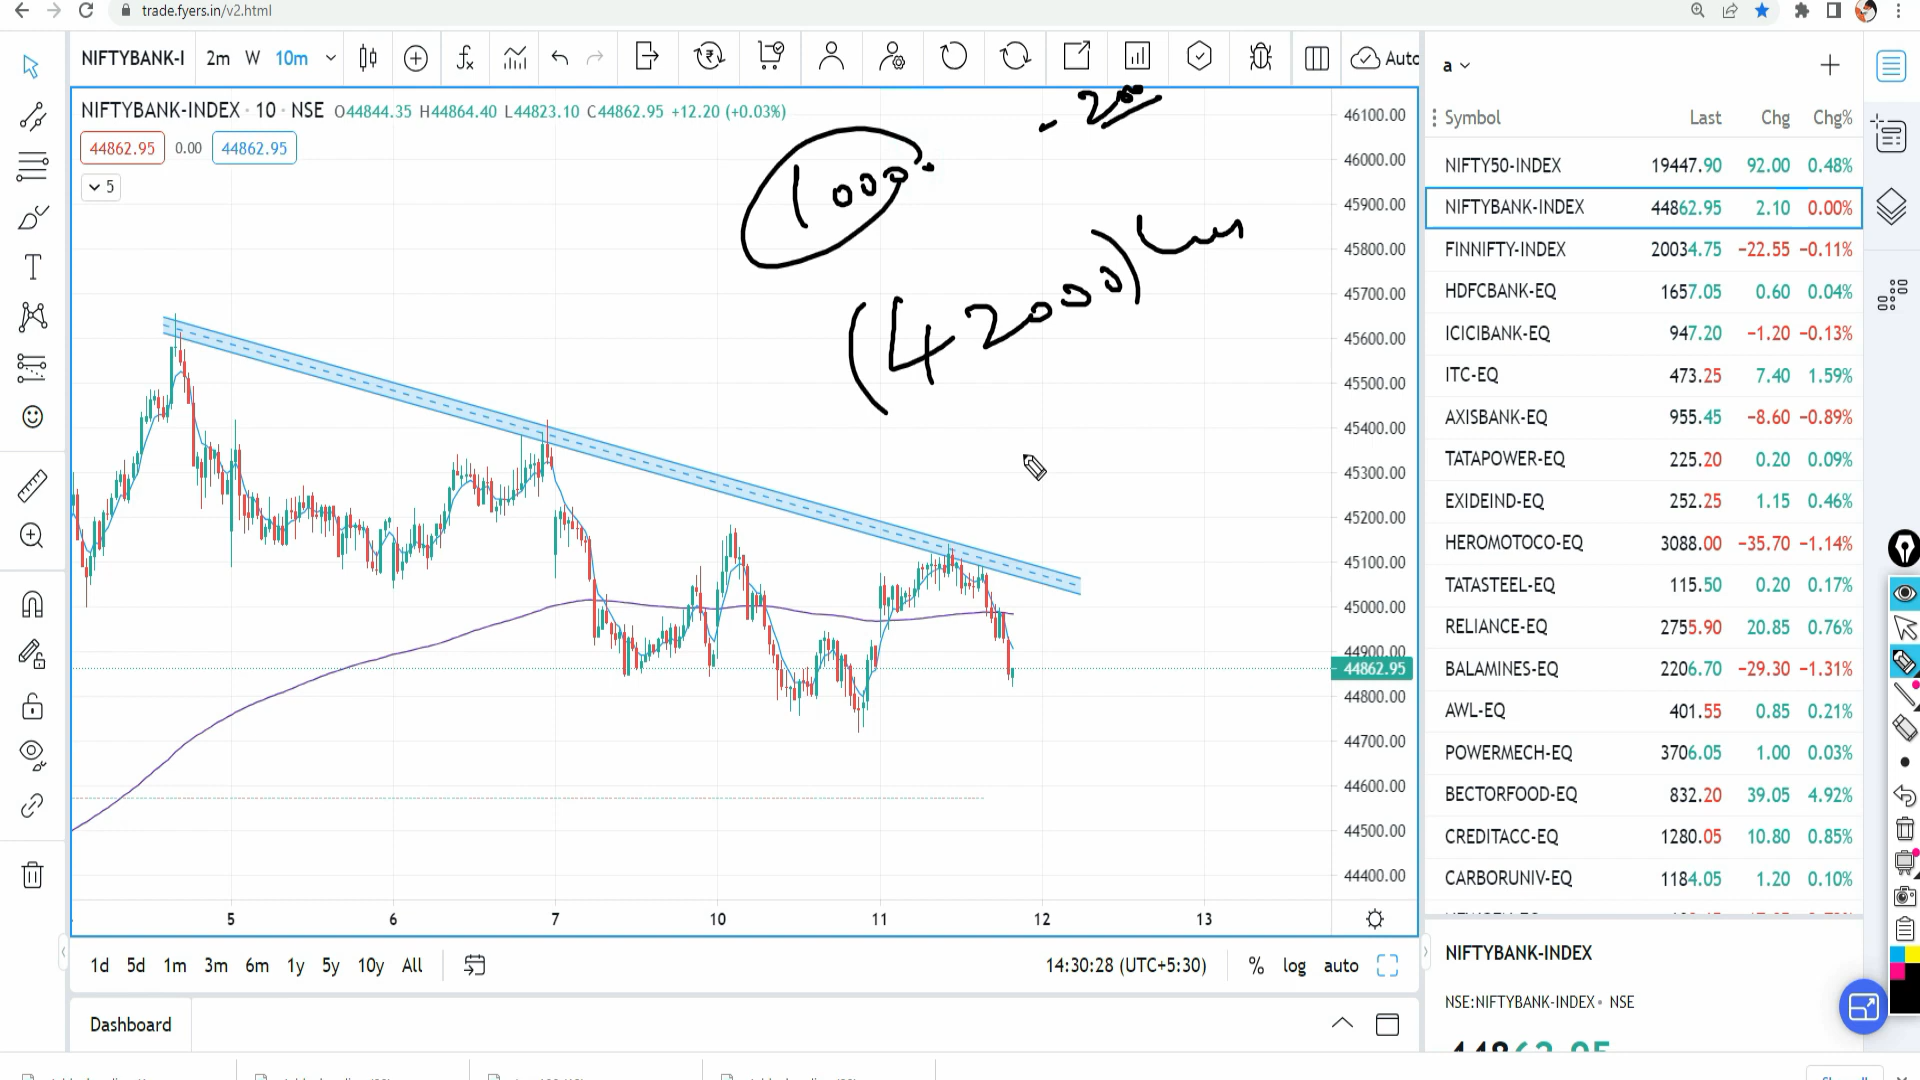 trade.fyers.in/v2.html
NIFTYBANK-I 2m W 10m Auto
NIFTYBANK-INDEX · 10 · NSE O44844.35 H44864.40 L44823.10 C44862.95 +12.20 (+0.03%)
44862.95 0.00 44862.95
5
1000
(42000)
46100.00
46000.00
45900.00
45800.00
45700.00
45600.00
45500.00
45400.00
45300.00
45200.00
45100.00
45000.00
44900.00
44862.95
44800.00
44700.00
44600.00
44500.00
44400.00
5 6 7 10 11 12 13
1d 5d 1m 3m 6m 1y 5y 10y All 14:30:28 (UTC+5:30) % log auto
Dashboard
a
Symbol Last Chg Chg%
NIFTY50-INDEX 19447.90 92.00 0.48%
NIFTYBANK-INDEX 44862.95 2.10 0.00%
FINNIFTY-INDEX 20034.75 −22.55 −0.11%
HDFCBANK-EQ 1657.05 0.60 0.04%
ICICIBANK-EQ 947.20 −1.20 −0.13%
ITC-EQ 473.25 7.40 1.59%
AXISBANK-EQ 955.45 −8.60 −0.89%
TATAPOWER-EQ 225.20 0.20 0.09%
EXIDEIND-EQ 252.25 1.15 0.46%
HEROMOTOCO-EQ 3088.00 −35.70 −1.14%
TATASTEEL-EQ 115.50 0.20 0.17%
RELIANCE-EQ 2755.90 20.85 0.76%
BALAMINES-EQ 2206.70 −29.30 −1.31%
AWL-EQ 401.55 0.85 0.21%
POWERMECH-EQ 3706.05 1.00 0.03%
BECTORFOOD-EQ 832.20 39.05 4.92%
CREDITACC-EQ 1280.05 10.80 0.85%
CARBORUNIV-EQ 1184.05 1.20 0.10%
NIFTYBANK-INDEX
NSE:NIFTYBANK-INDEX • NSE